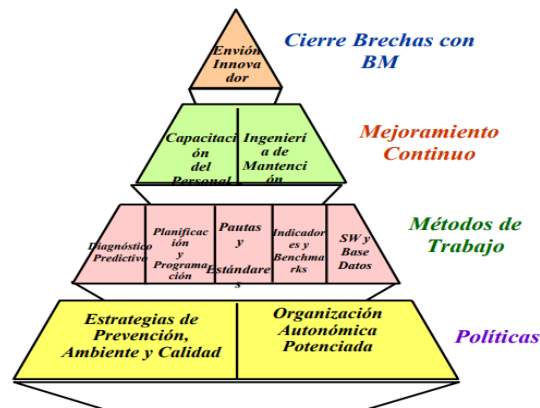 Envión
Innova
dor
Cierre Brechas con
BM
Capacitaci
ón
del
Personal
Ingenierí
a de
Mantenci
ón
Mejoramiento
Continuo
Diagnóstico
Predictivo
Planificac
ión
y
Programa
ción
Pautas
y
Estándare
s
Indicador
es y
Benchma
rks
SW y
Base
Datos
Métodos de
Trabajo
Estrategias de
Prevención,
Ambiente y Calidad
Organización
Autonómica
Potenciada
Políticas